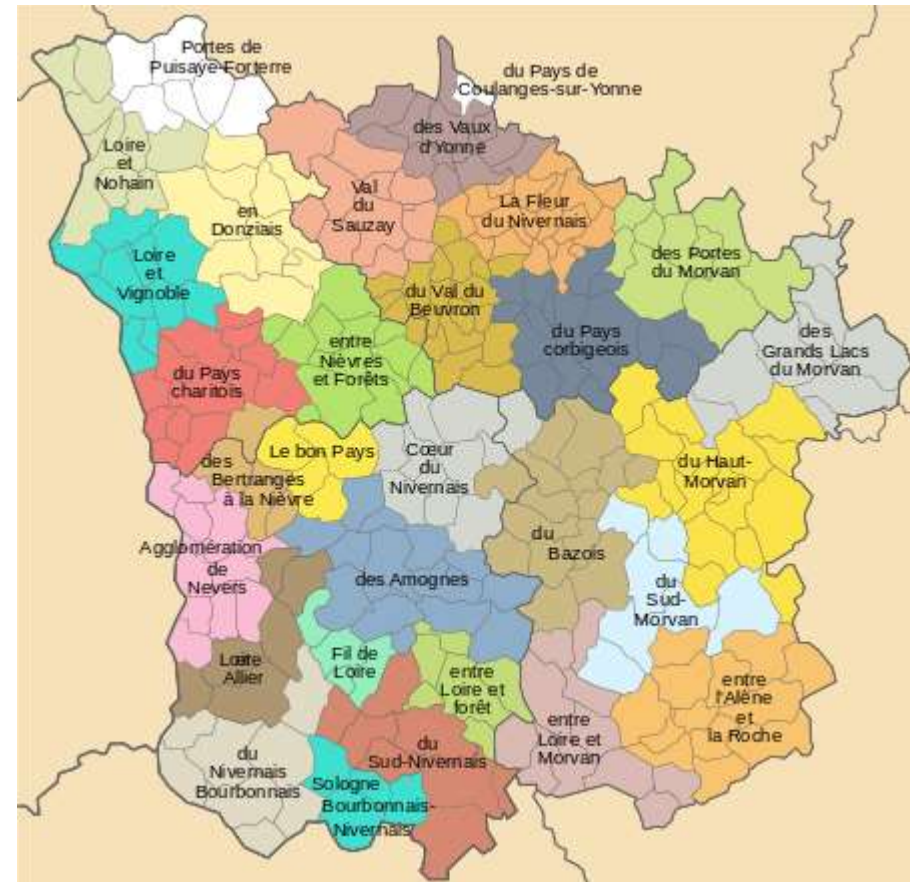 Portes de
Puisaye-Forterre
du Pays de
Coulanges-sur-Yonne
des Vaux
d'Yonne
Loire
et
Nohain
en
Donziais
Val
du
Sauzay
La Fleur
du Nivernais
des Portes
du Morvan
Loire
et
Vignoble
du Val du
Beuvron
entre
Nièvres
et Forêts
du Pays
corbigeois
des
Grands Lacs
du Morvan
du Pays
charitois
des
Bertranges
à la Nièvre
Le bon Pays
Cœur
du
Nivernais
du Haut-
Morvan
Agglomération
de
Nevers
des Amognes
du
Bazois
du
Sud-
Morvan
Allier
Fil de
Loire
entre
Loire et
forêt
entre
Loire et
Morvan
entre
l'Alène
et
la Roche
du
Nivernais
Bourbonnais
du
Sud-Nivernais
Sologne
Bourbonnais-
Nivernais